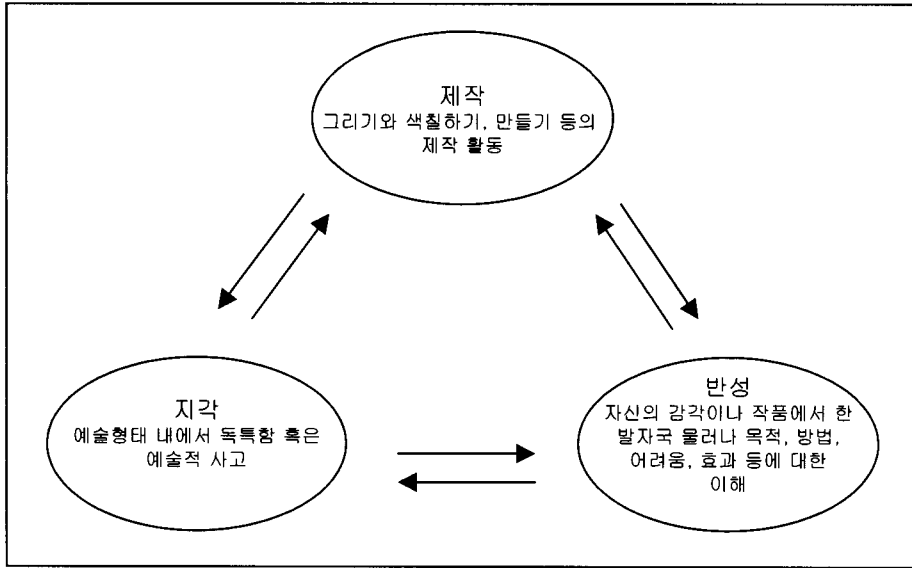 제작
그리기와 색칠하기, 만들기 등의
제작 활동
지각
예술형태 내에서 독특함 혹은
예술적 사고
반성
자신의 감각이나 작품에서 한
발자국 물러나 목적, 방법,
어려움, 효과 등에 대한
이해